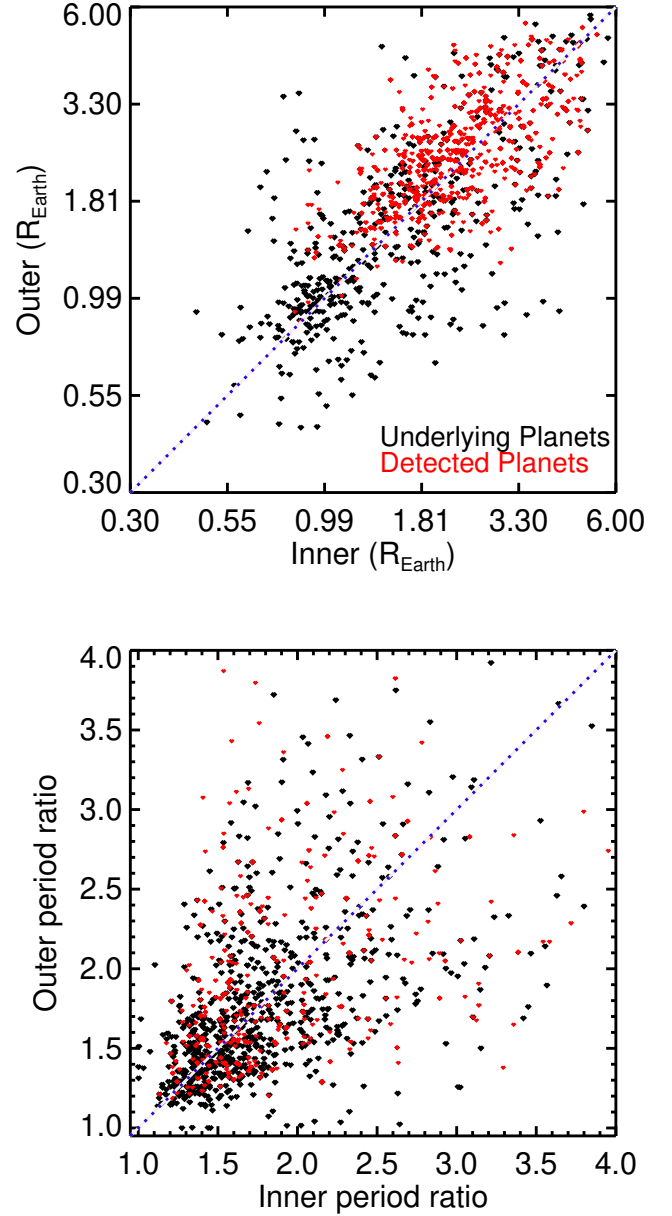 6.00
3.30
1.81
0.99
0.55
0.30
Outer (R_Earth)
Underlying Planets
Detected Planets
0.30 0.55 0.99 1.81 3.30 6.00
Inner (R_Earth)
4.0
3.5
3.0
2.5
2.0
1.5
1.0
Outer period ratio
1.0 1.5 2.0 2.5 3.0 3.5 4.0
Inner period ratio